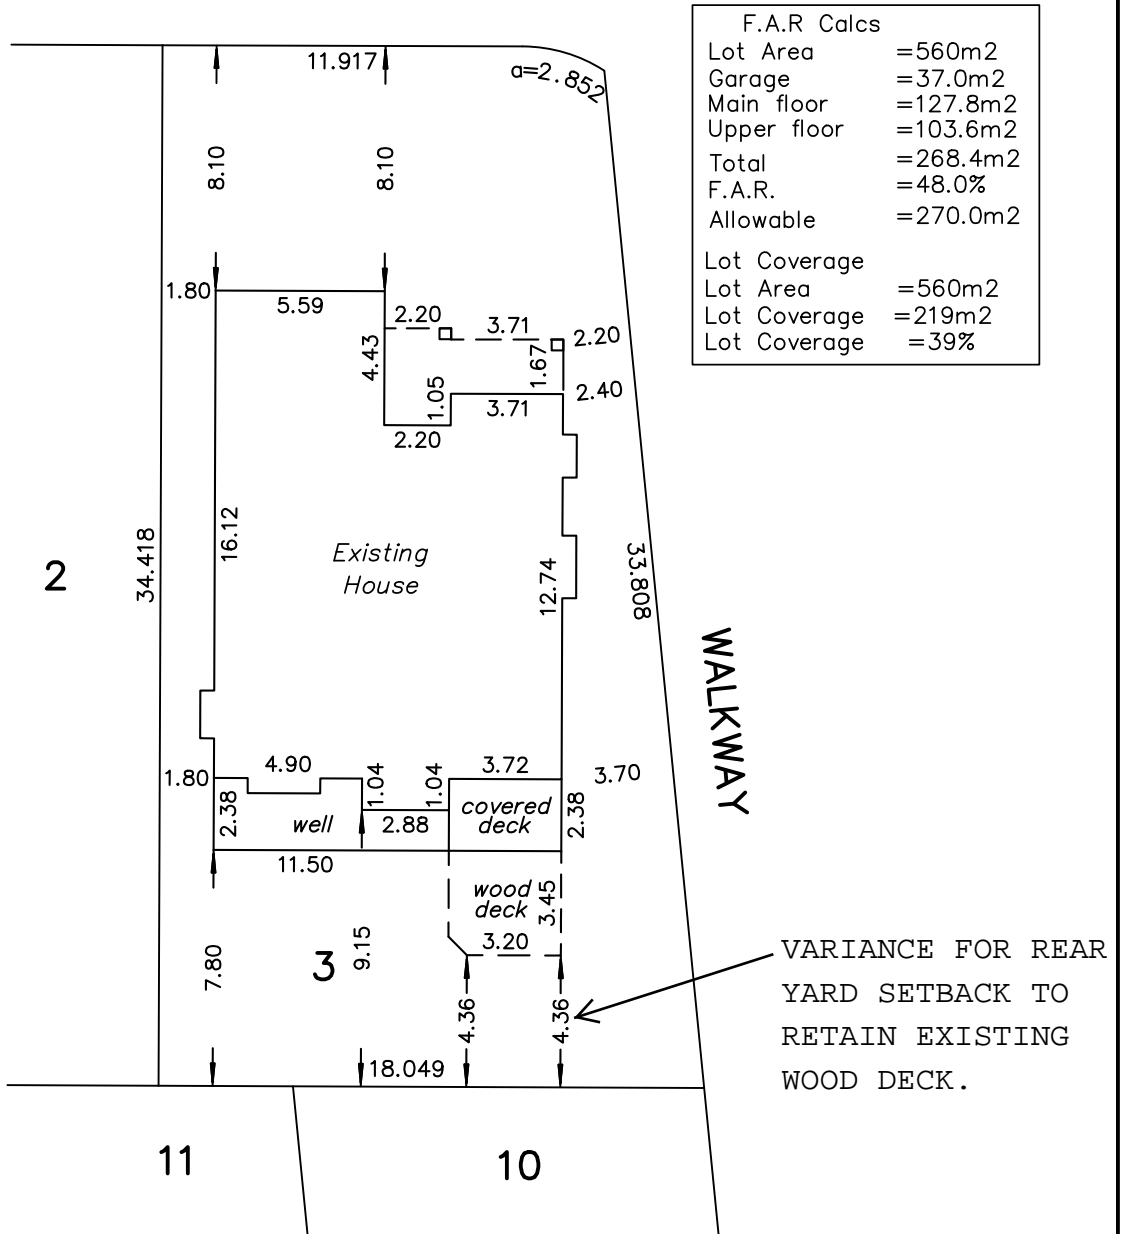 F.A.R Calcs
Lot Area =560m2
Garage =37.0m2
Main floor =127.8m2
Upper floor =103.6m2
Total =268.4m2
F.A.R. =48.0%
Allowable =270.0m2
Lot Coverage
Lot Area =560m2
Lot Coverage =219m2
Lot Coverage =39%
11.917
a=2.852
8.10
8.10
1.80
5.59
2.20
3.71
2.20
4.43
1.67
1.05
3.71
2.40
2.20
16.12
34.418
2
Existing
House
12.74
33.808
WALKWAY
1.80
4.90
1.04
1.04
3.72
3.70
2.38
well
2.88
covered
deck
2.38
11.50
wood
deck
3.45
3.20
7.80
3
9.15
4.36
4.36
VARIANCE FOR REAR
YARD SETBACK TO
RETAIN EXISTING
WOOD DECK.
18.049
11
10